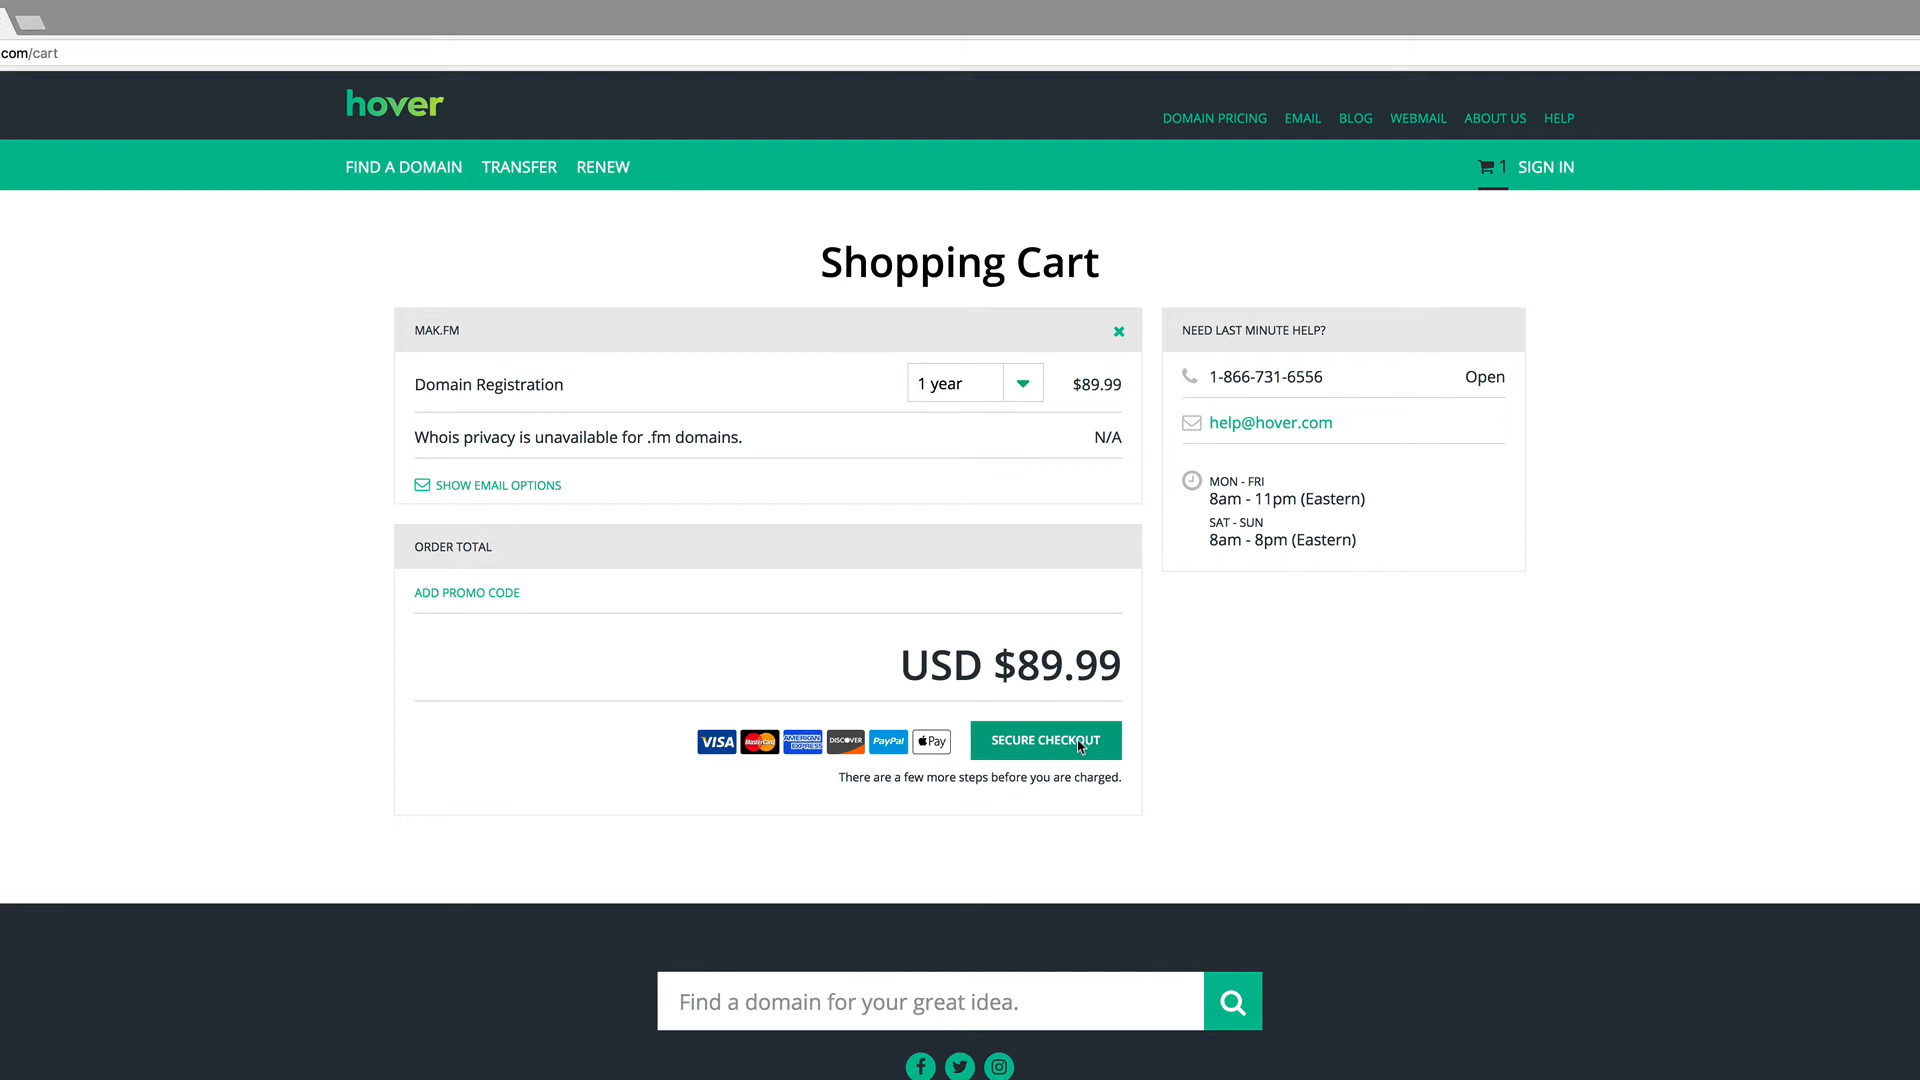 .com/cart
hover
DOMAIN PRICING EMAIL BLOG WEBMAIL ABOUT US HELP
FIND A DOMAIN TRANSFER RENEW
1 SIGN IN
Shopping Cart
MAK.FM
Domain Registration
1 year
$89.99
Whois privacy is unavailable for .fm domains.
N/A
SHOW EMAIL OPTIONS
ORDER TOTAL
ADD PROMO CODE
USD $89.99
VISA MasterCard AMERICAN EXPRESS DISCOVER PayPal Pay
SECURE CHECKOUT
There are a few more steps before you are charged.
NEED LAST MINUTE HELP?
1-866-731-6556
Open
help@hover.com
MON - FRI
8am - 11pm (Eastern)
SAT - SUN
8am - 8pm (Eastern)
Find a domain for your great idea.